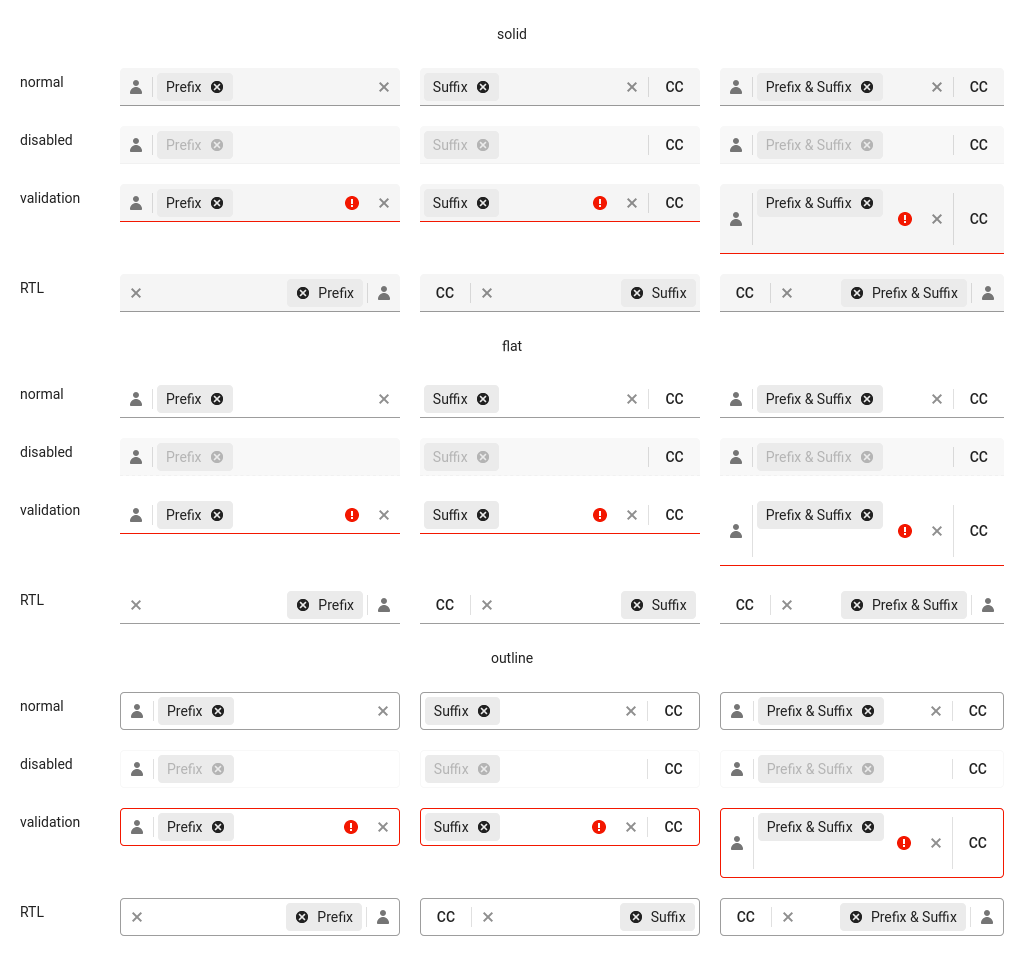 solid
normal Prefix Suffix CC Prefix & Suffix CC
disabled Prefix Suffix CC Prefix & Suffix CC
validation Prefix Suffix CC Prefix & Suffix CC
RTL Prefix CC Suffix CC Prefix & Suffix
flat
normal Prefix Suffix CC Prefix & Suffix CC
disabled Prefix Suffix CC Prefix & Suffix CC
validation Prefix Suffix CC Prefix & Suffix CC
RTL Prefix CC Suffix CC Prefix & Suffix
outline
normal Prefix Suffix CC Prefix & Suffix CC
disabled Prefix Suffix CC Prefix & Suffix CC
validation Prefix Suffix CC Prefix & Suffix CC
RTL Prefix CC Suffix CC Prefix & Suffix